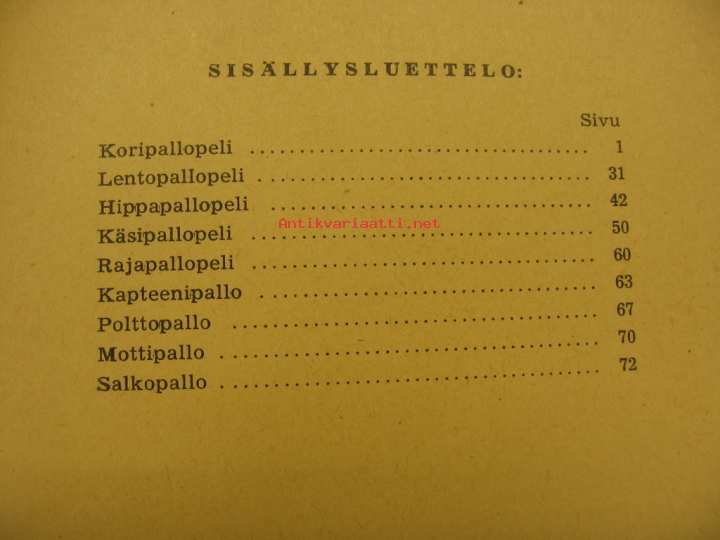 SISÄLLYSLUETTELO:
Sivu
Koripallopeli .................................. 1
Lentopallopeli .................................. 31
Hippapallopeli ................................ 42
Antikvariaatti.net
Käsipallopeli .................................. 50
Rajapallopeli .................................. 60
Kapteenipallo .................................. 63
Polttopallo .................................... 67
Mottipallo ...................................... 70
Salkopallo ...................................... 72